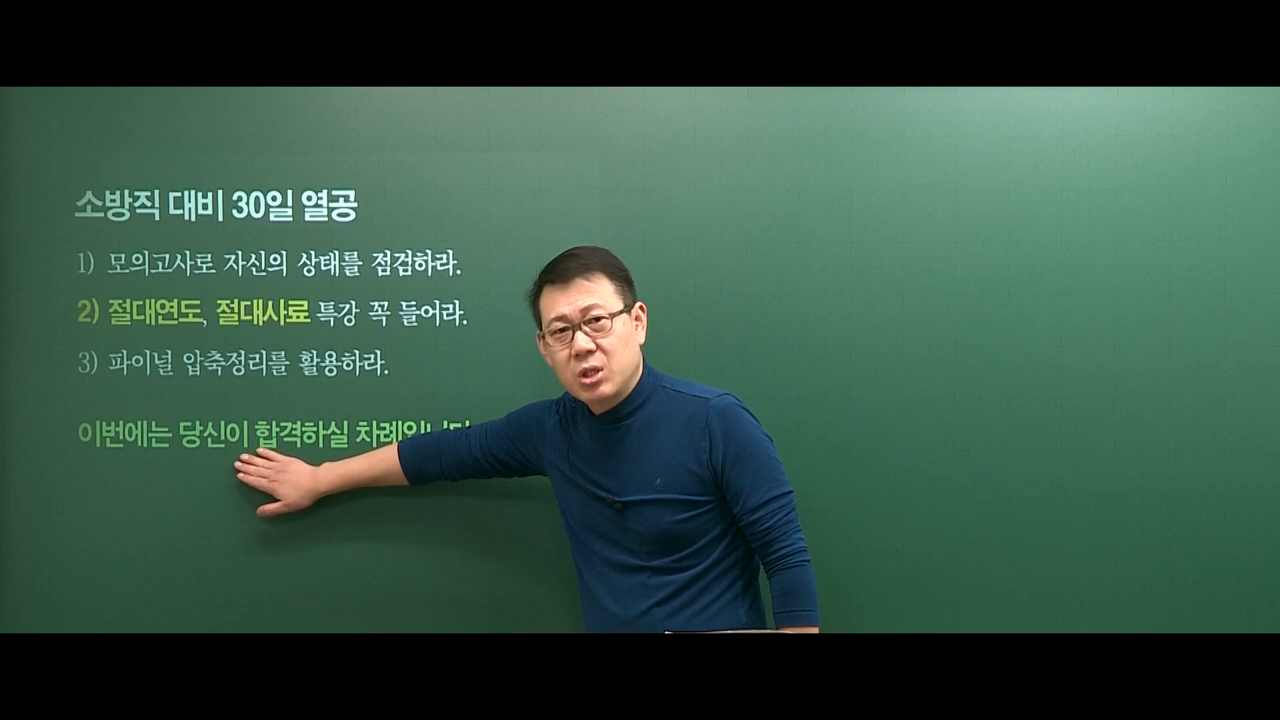 소방직 대비 30일 열공
1) 모의고사로 자신의 상태를 점검하라.
2) 절대연도, 절대사료 특강 꼭 들어라.
3) 파이널 압축정리를 활용하라.
이번에는 당신이 합격하실